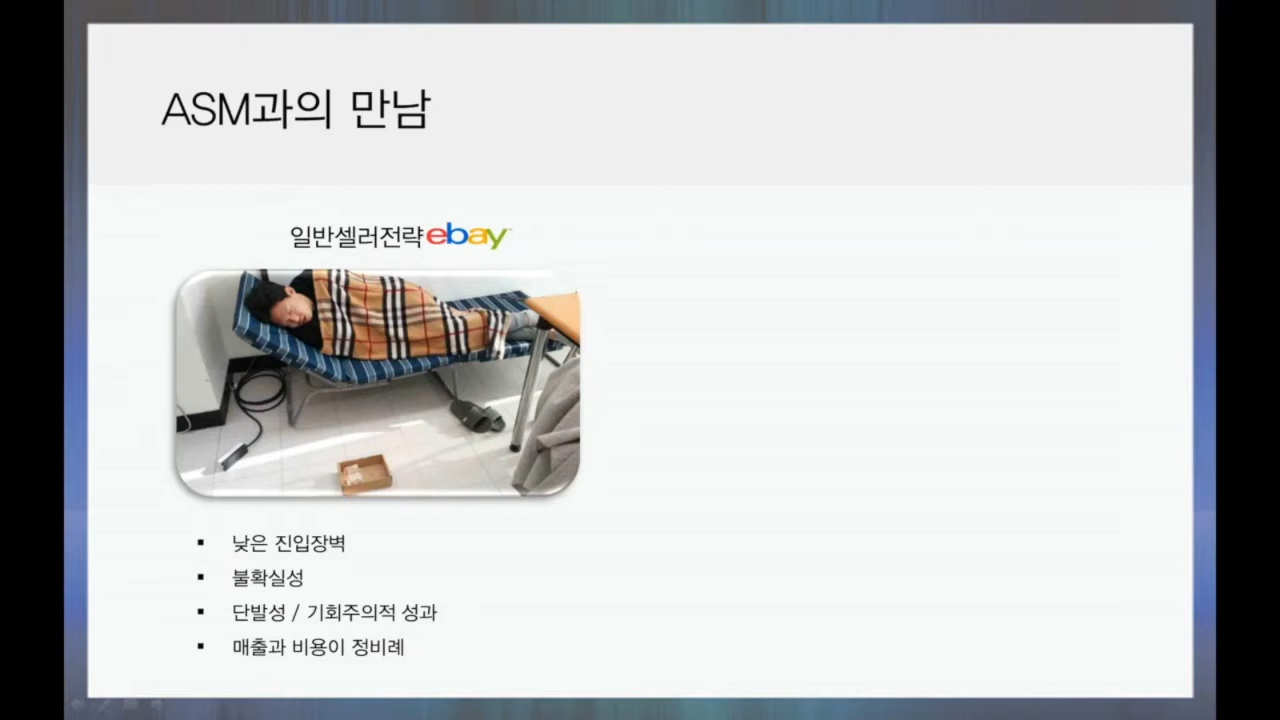 ASM과의 만남
일반셀러전략 ebay
▪ 낮은 진입장벽
▪ 불확실성
▪ 단발성 / 기회주의적 성과
▪ 매출과 비용이 정비례